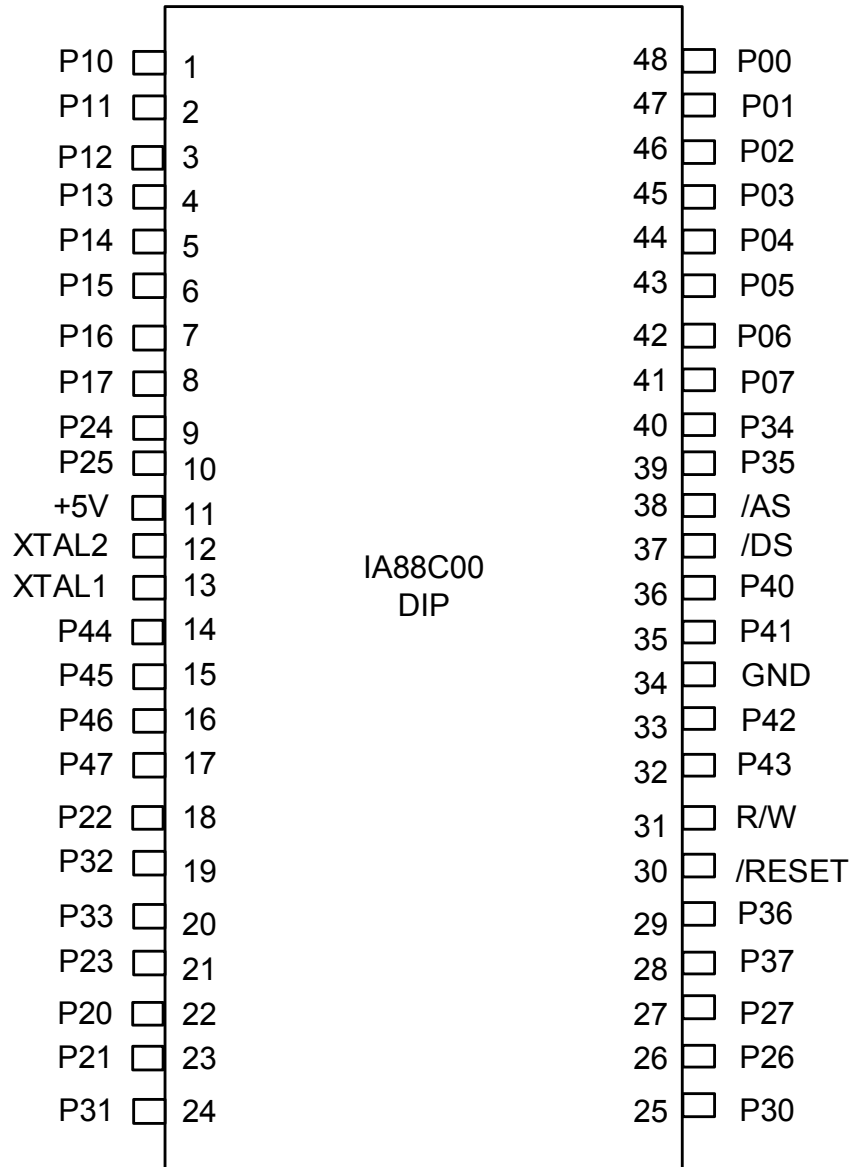 P10 1 48 P00
P11 2 47 P01
P12 3 46 P02
P13 4 45 P03
P14 5 44 P04
P15 6 43 P05
P16 7 42 P06
P17 8 41 P07
P24 9 40 P34
P25 10 39 P35
+5V 11 38 /AS
XTAL2 12 37 /DS
XTAL1 13 36 P40
IA88C00
DIP
P44 14 35 P41
P45 15 34 GND
P46 16 33 P42
P47 17 32 P43
P22 18 31 R/W
P32 19 30 /RESET
P33 20 29 P36
P23 21 28 P37
P20 22 27 P27
P21 23 26 P26
P31 24 25 P30